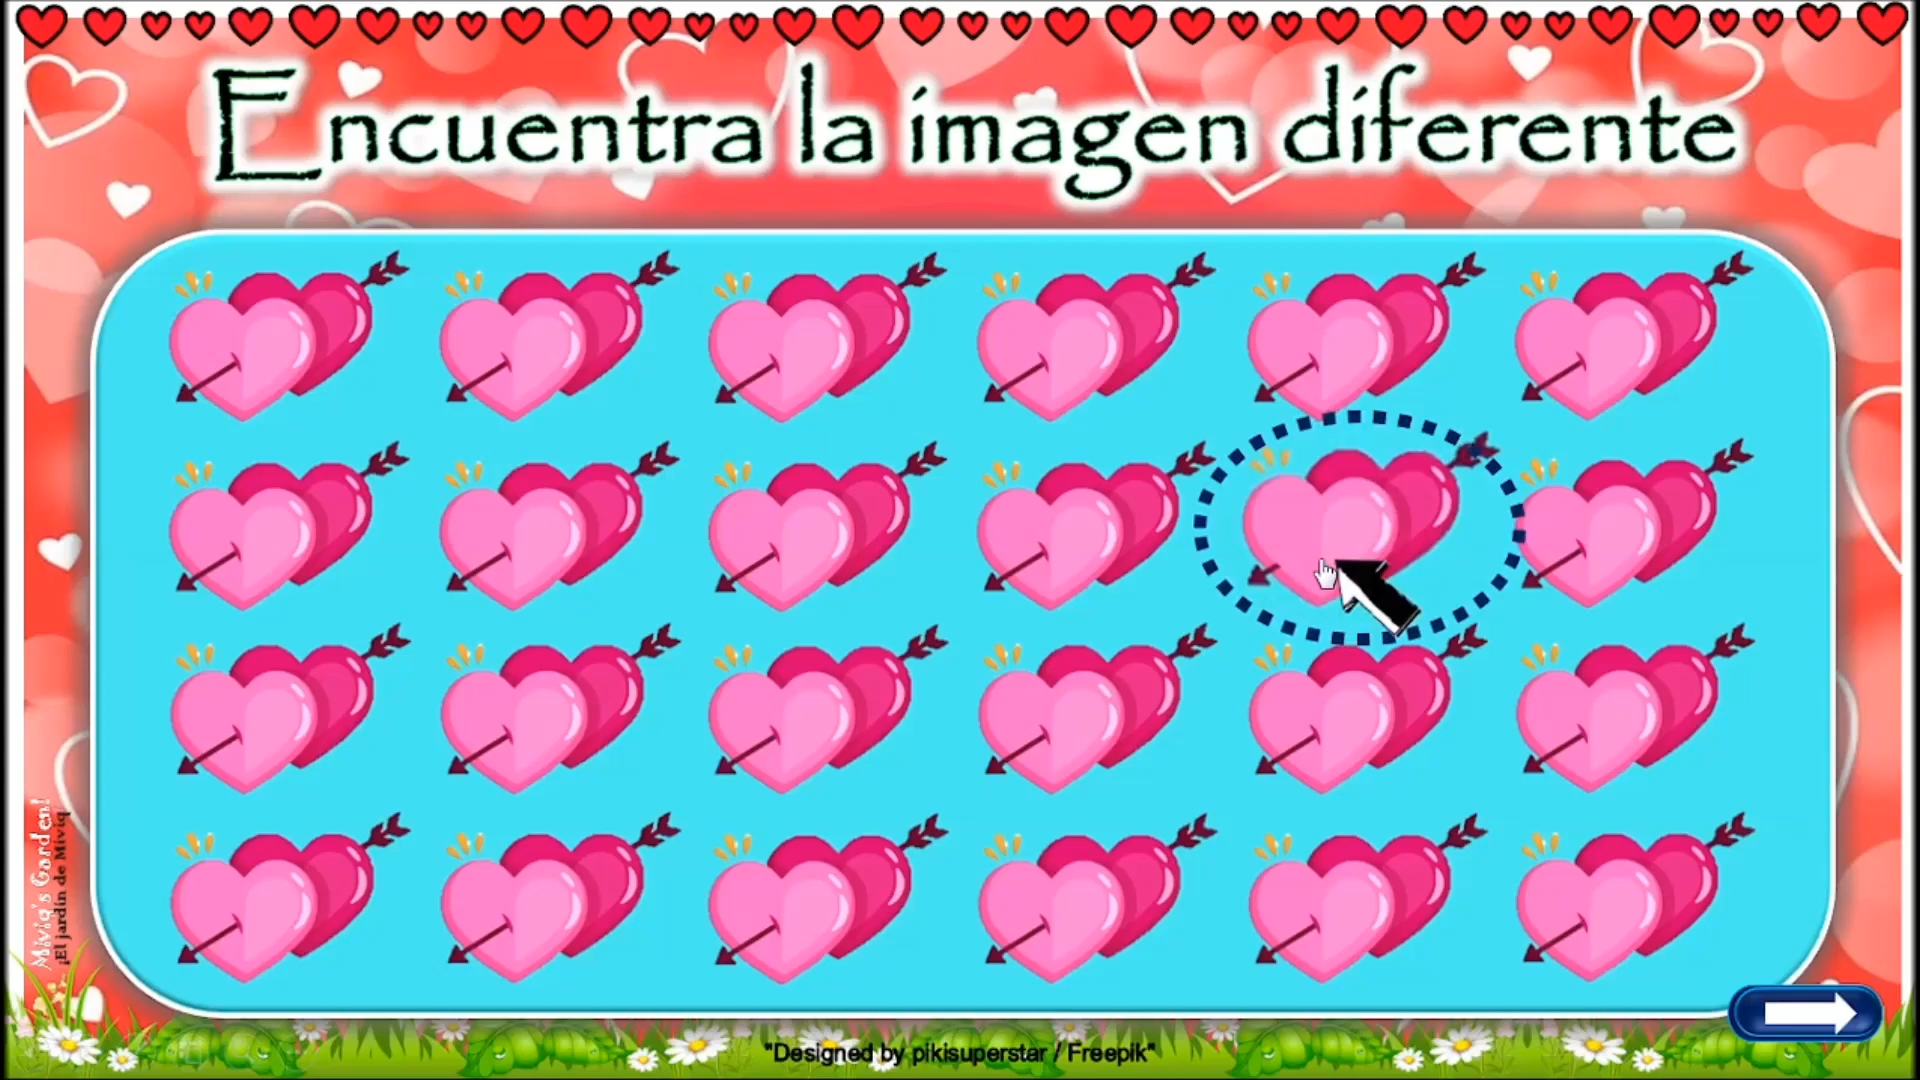 Encuentra la imagen diferente
Miviq's Garden!
¡El jardín de Miviq!
"Designed by pikisuperstar / Freepik"